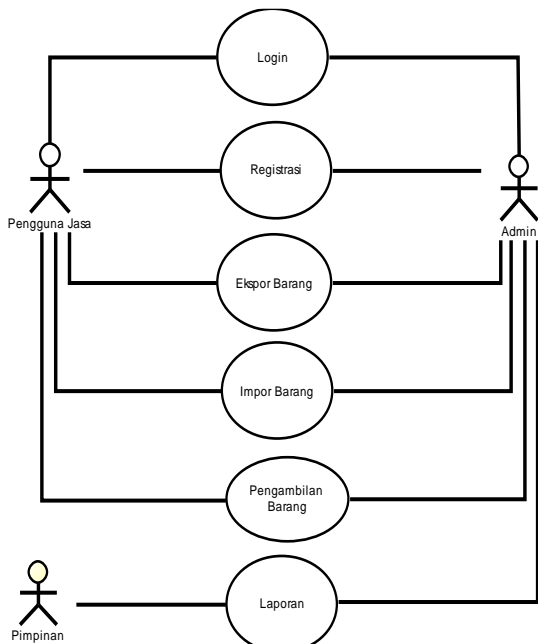 Login
Registrasi
Pengguna Jasa
Admin
Ekspor Barang
Impor Barang
Pengambilan
Barang
Laporan
Pimpinan